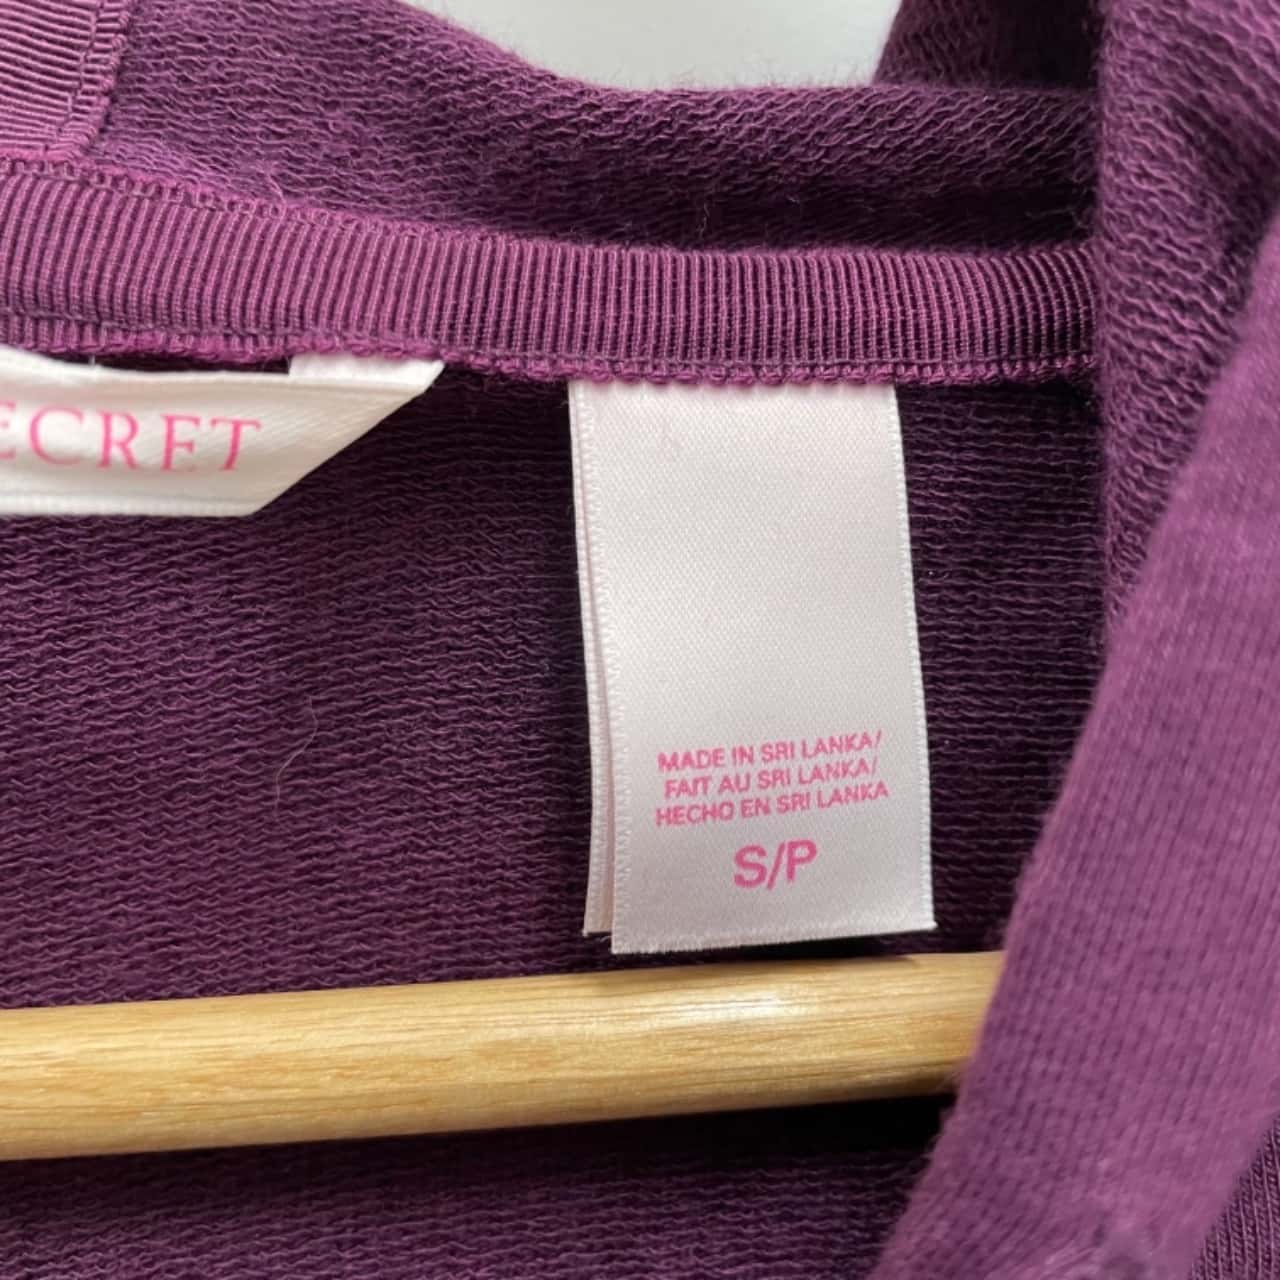 ECRET
MADE IN SRI LANKA/
FAIT AU SRI LANKA/
HECHO EN SRI LANKA
S/P